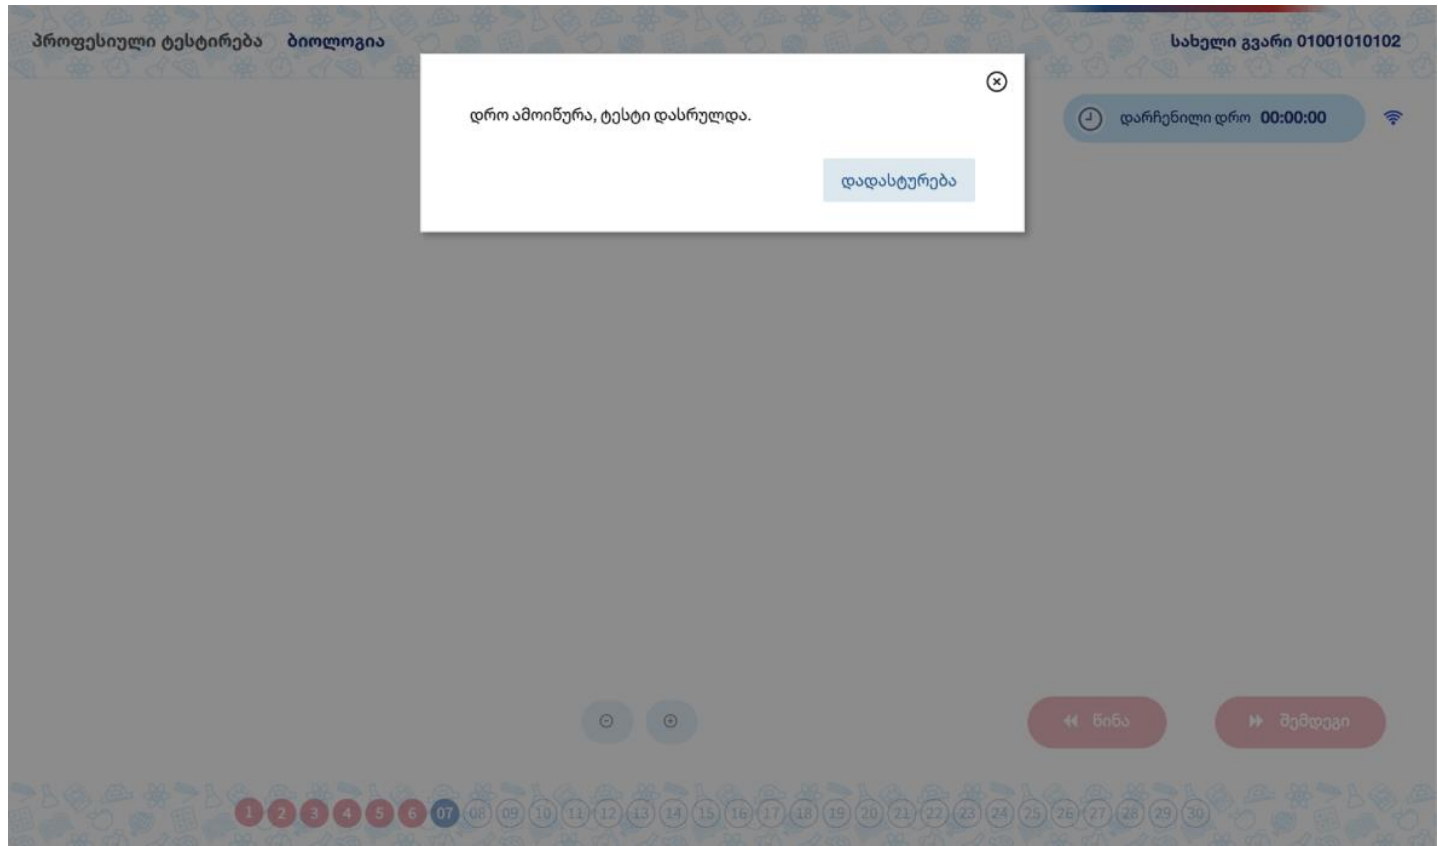 პროფესიული ტესტირება ბიოლოგია
სახელი გვარი 01001010102
დრო ამოიწურა, ტესტი დასრულდა.
დარჩენილი დრო 00:00:00
დადასტურება
წინა
შემდეგი
1 2 3 4 5 6 07 08 09 10 11 12 13 14 15 16 17 18 19 20 21 22 23 24 25 26 27 28 29 30